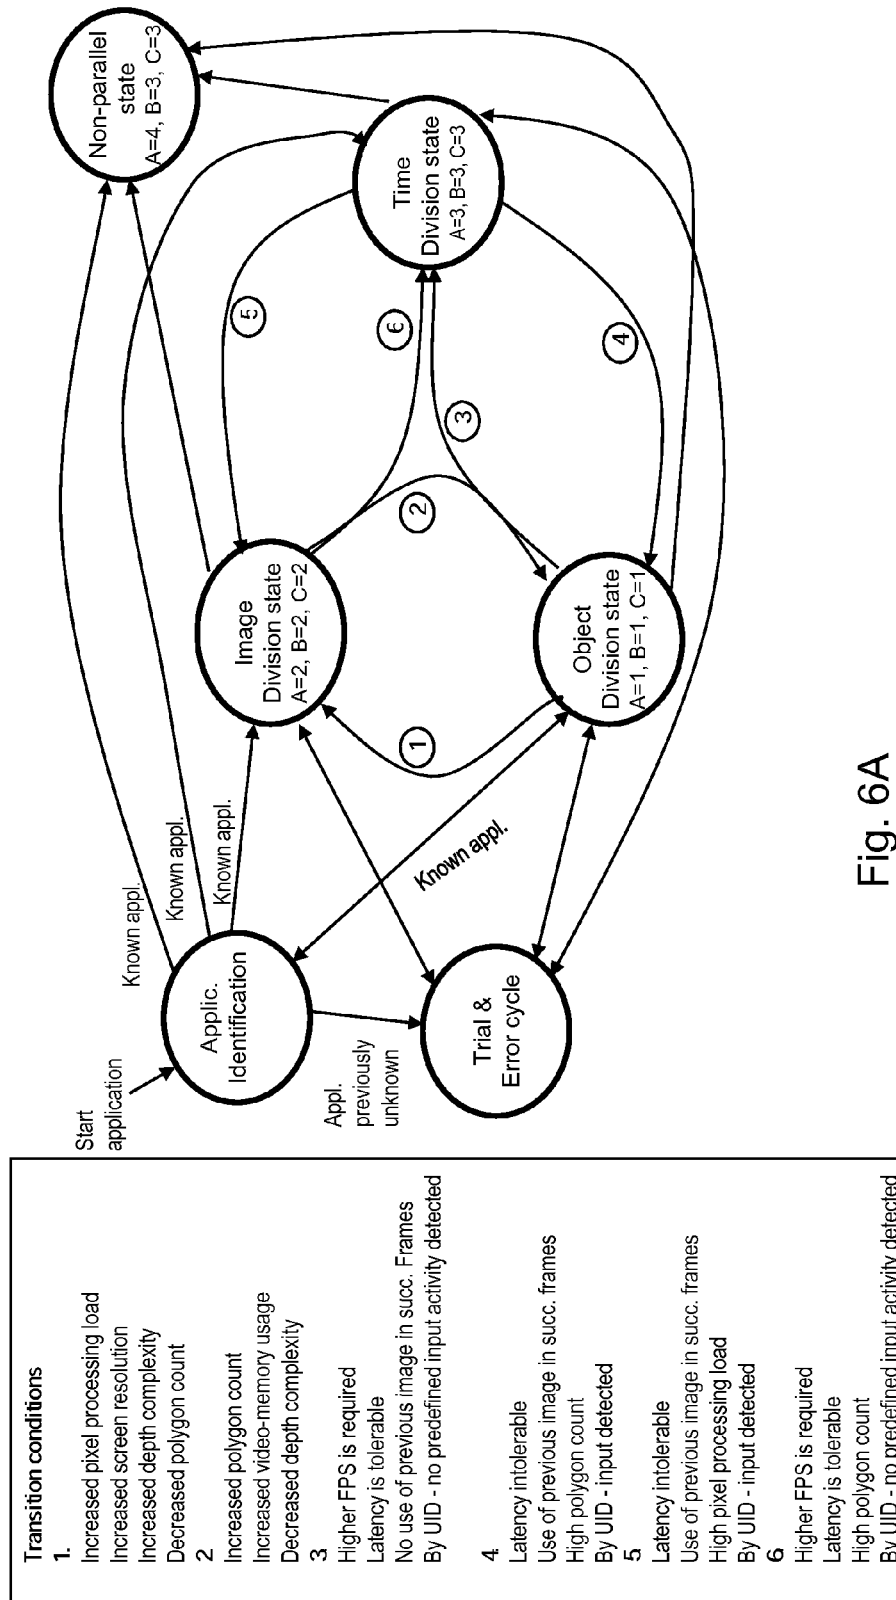 Transition conditions
1.
Increased pixel processing load
Increased screen resolution
Increased depth complexity
Decreased polygon count
2
Increased polygon count
Increased video-memory usage
Decreased depth complexity
3
Higher FPS is required
Latency is tolerable
No use of previous image in succ. Frames
By UID - no predefined input activity detected
4
Latency intolerable
Use of previous image in succ. frames
High polygon count
By UID - input detected
5
Latency intolerable
Use of previous image in succ. frames
High pixel processing load
By UID - input detected
6
Higher FPS is required
Latency is tolerable
High polygon count
By UID - no predefined input activity detected
Start
application
Applic.
Identification
Appl.
previously
unknown
Trial &
Error cycle
Known appl.
Known appl.
Known appl.
Known appl.
Image
Division state
A=2, B=2, C=2
Object
Division state
A=1, B=1, C=1
1
2
3
4
5
6
Time
Division state
A=3, B=3, C=3
Non-parallel
state
A=4, B=3, C=3
Fig. 6A